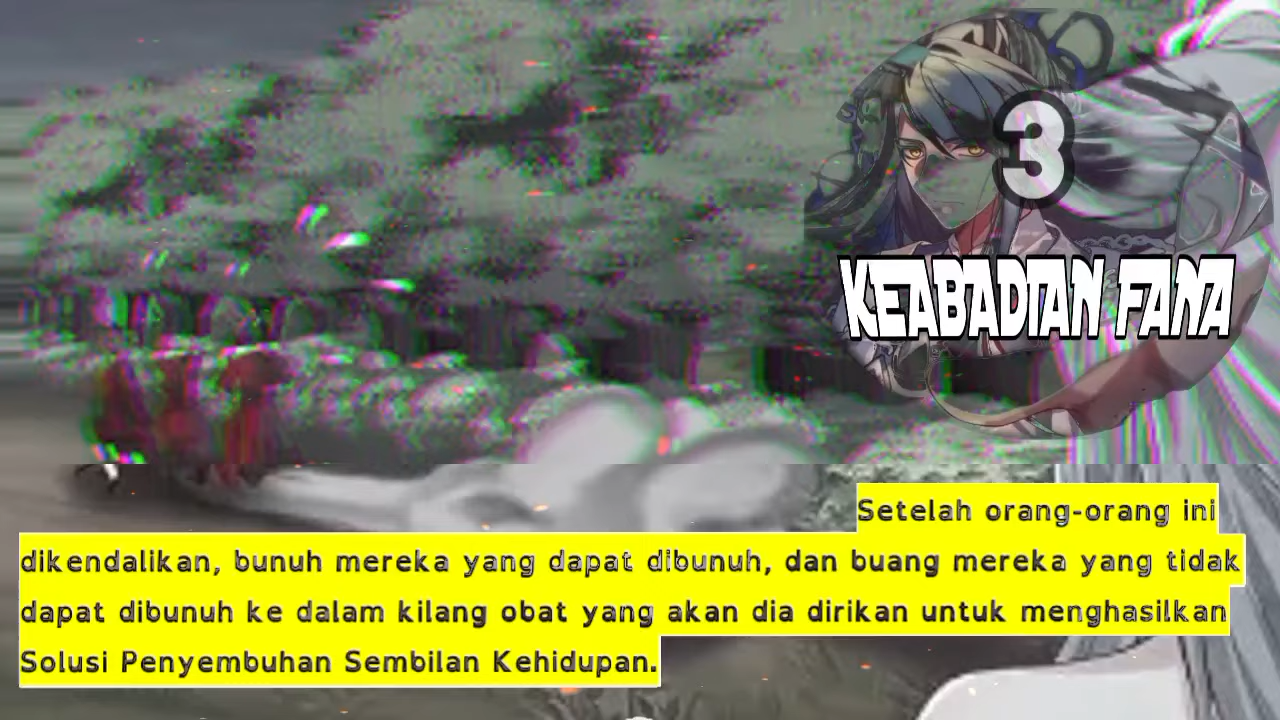 3
KEABADIAN FANA
Setelah orang-orang ini
dikendalikan, bunuh mereka yang dapat dibunuh, dan buang mereka yang tidak
dapat dibunuh ke dalam kilang obat yang akan dia dirikan untuk menghasilkan
Solusi Penyembuhan Sembilan Kehidupan.